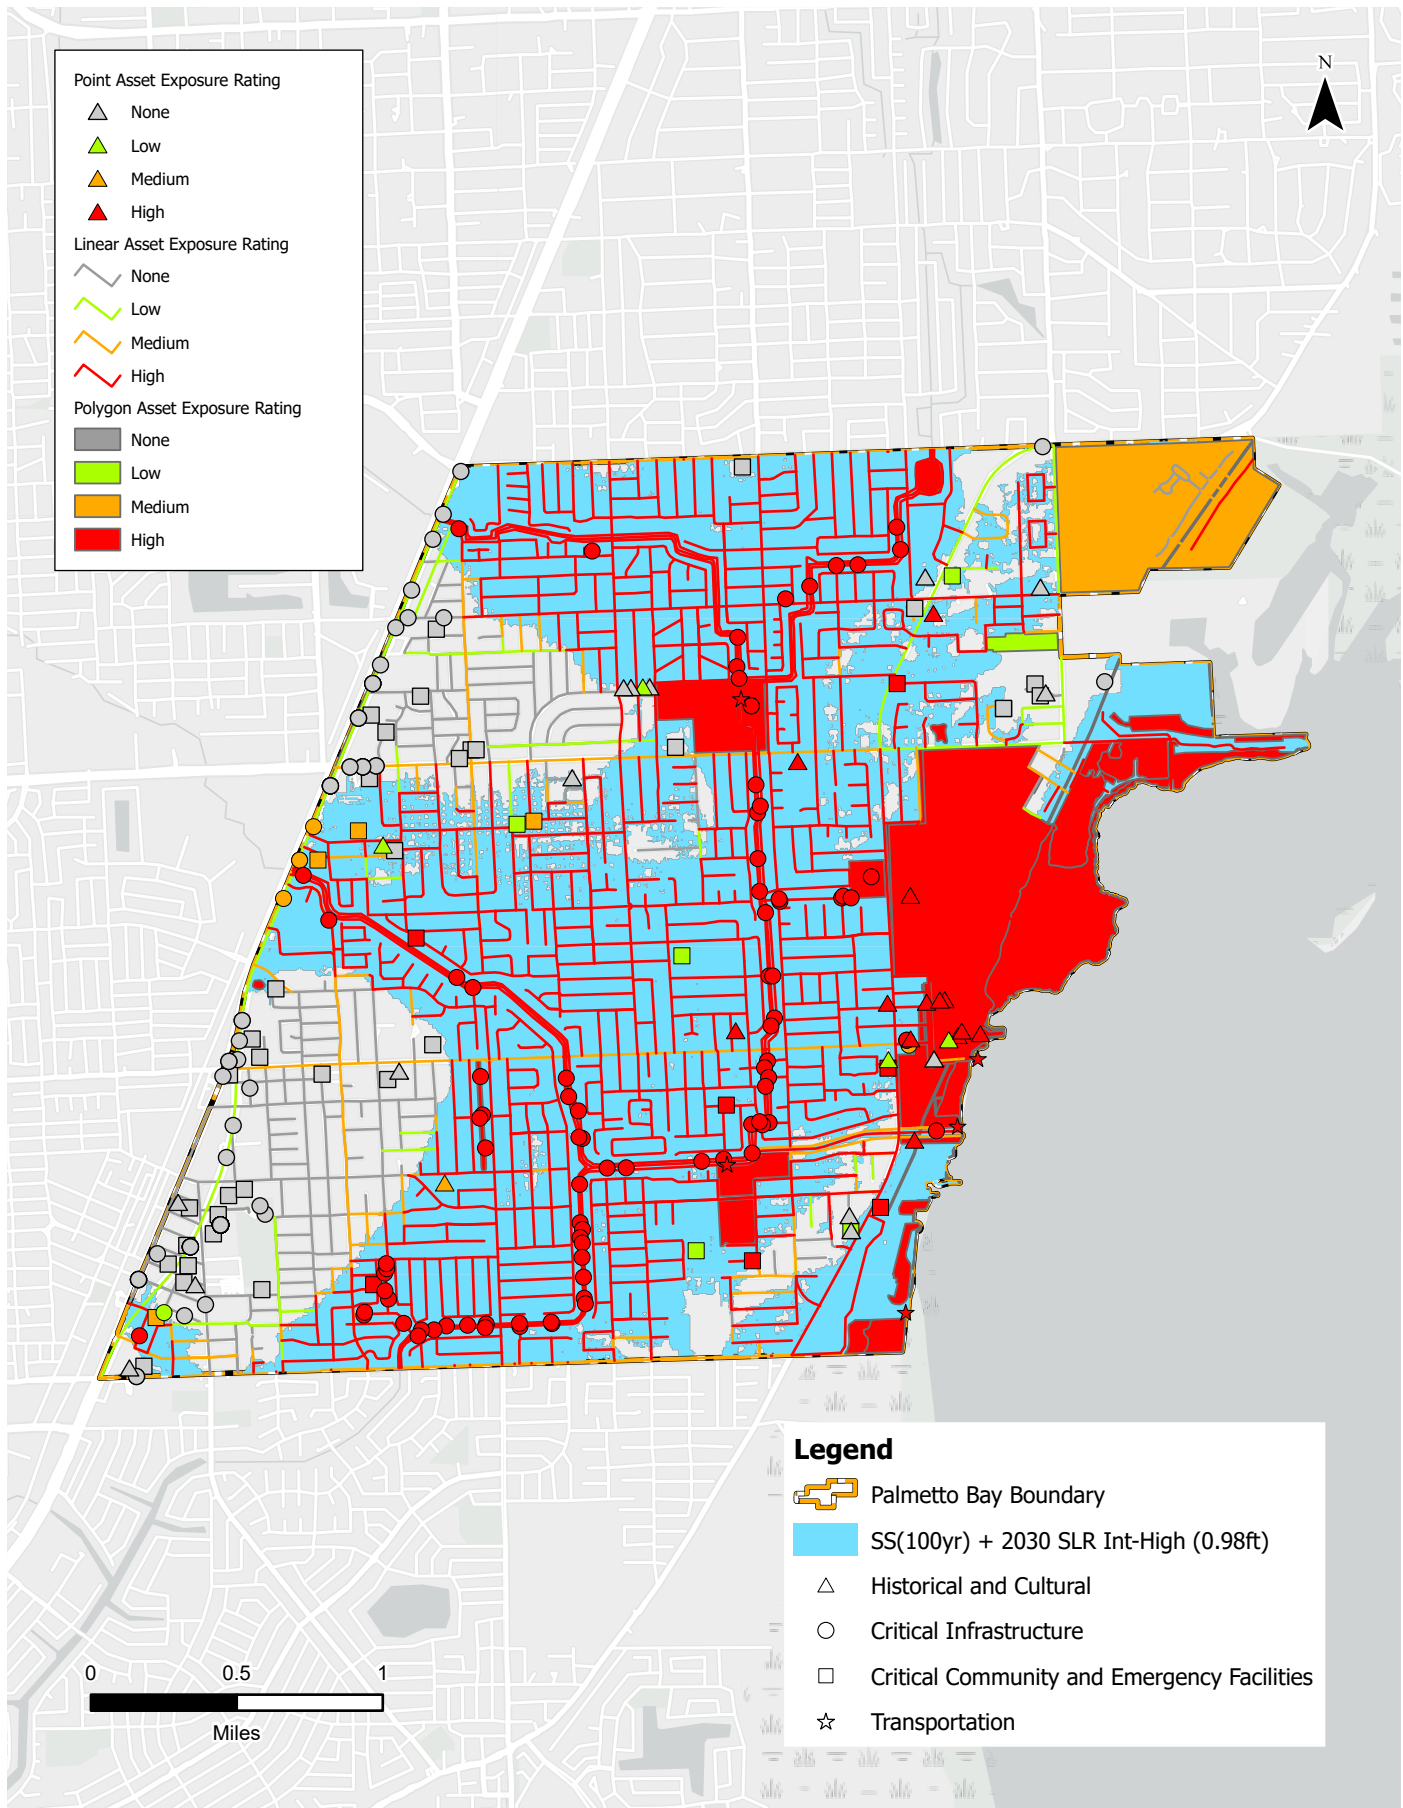 Point Asset Exposure Rating
None
Low
Medium
High
Linear Asset Exposure Rating
None
Low
Medium
High
Polygon Asset Exposure Rating
None
Low
Medium
High
N
Legend
Palmetto Bay Boundary
SS(100yr) + 2030 SLR Int-High (0.98ft)
Historical and Cultural
Critical Infrastructure
Critical Community and Emergency Facilities
Transportation
0 0.5 1
Miles